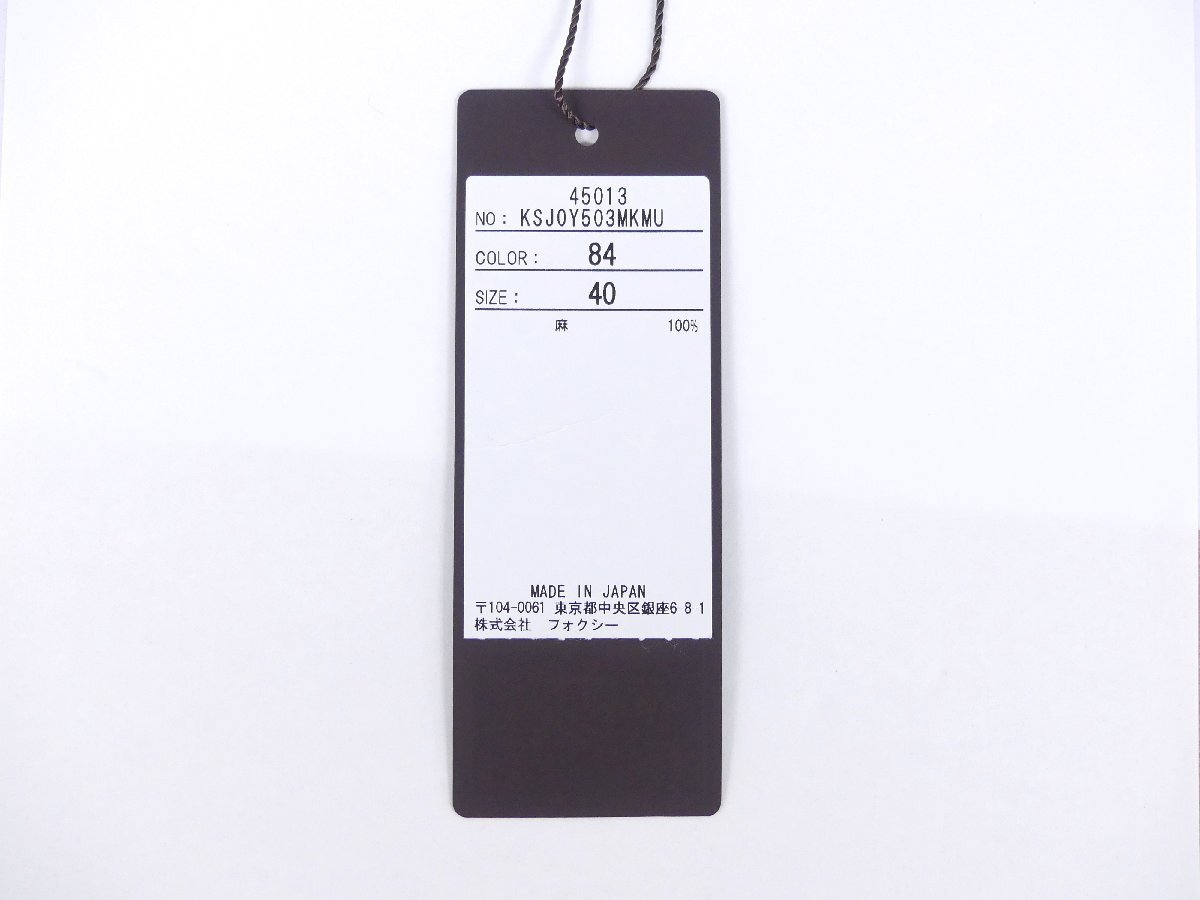 45013
NO: KSJ0Y503MKMU
COLOR: 84
SIZE: 40
麻 100%
MADE IN JAPAN
〒104-0061 東京都中央区銀座6 8 1
株式会社 フォクシー